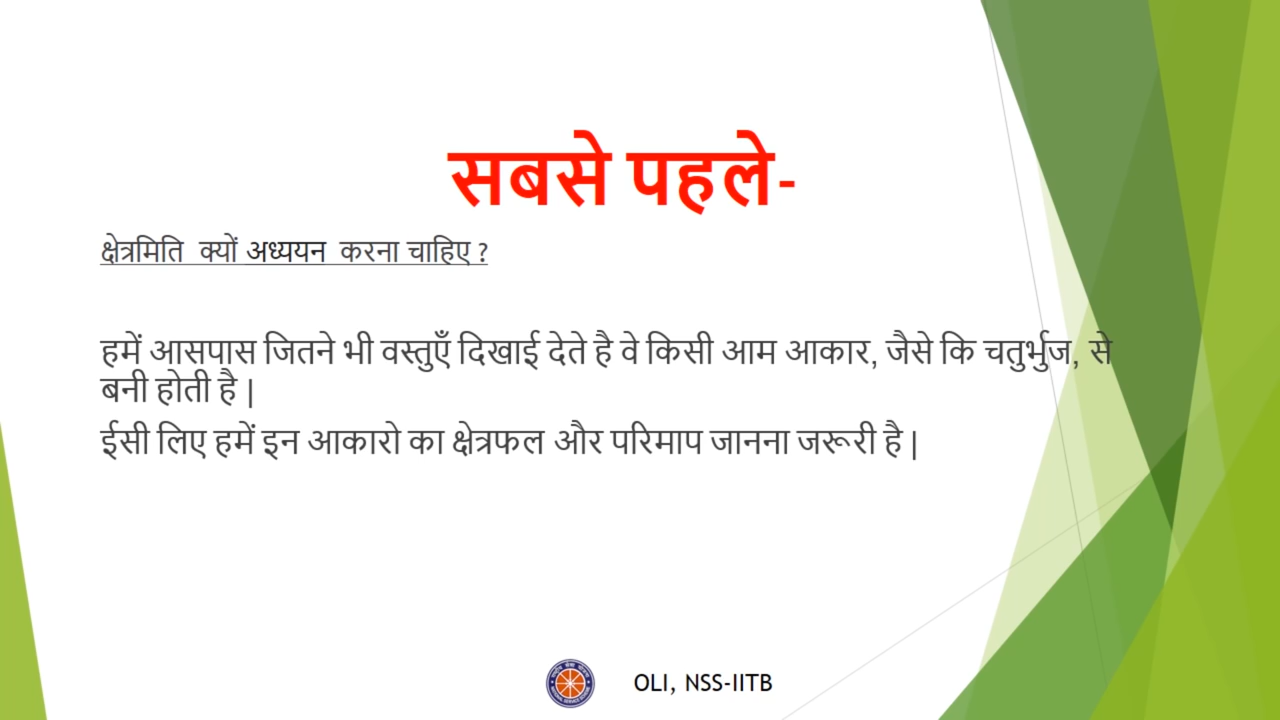 सबसे पहले-
क्षेत्रमिति क्यों अध्ययन करना चाहिए ?
हमें आसपास जितने भी वस्तुएँ दिखाई देते है वे किसी आम आकार, जैसे कि चतुर्भुज, से
बनी होती है |
ईसी लिए हमें इन आकारो का क्षेत्रफल और परिमाप जानना जरूरी है |
OLI, NSS-IITB